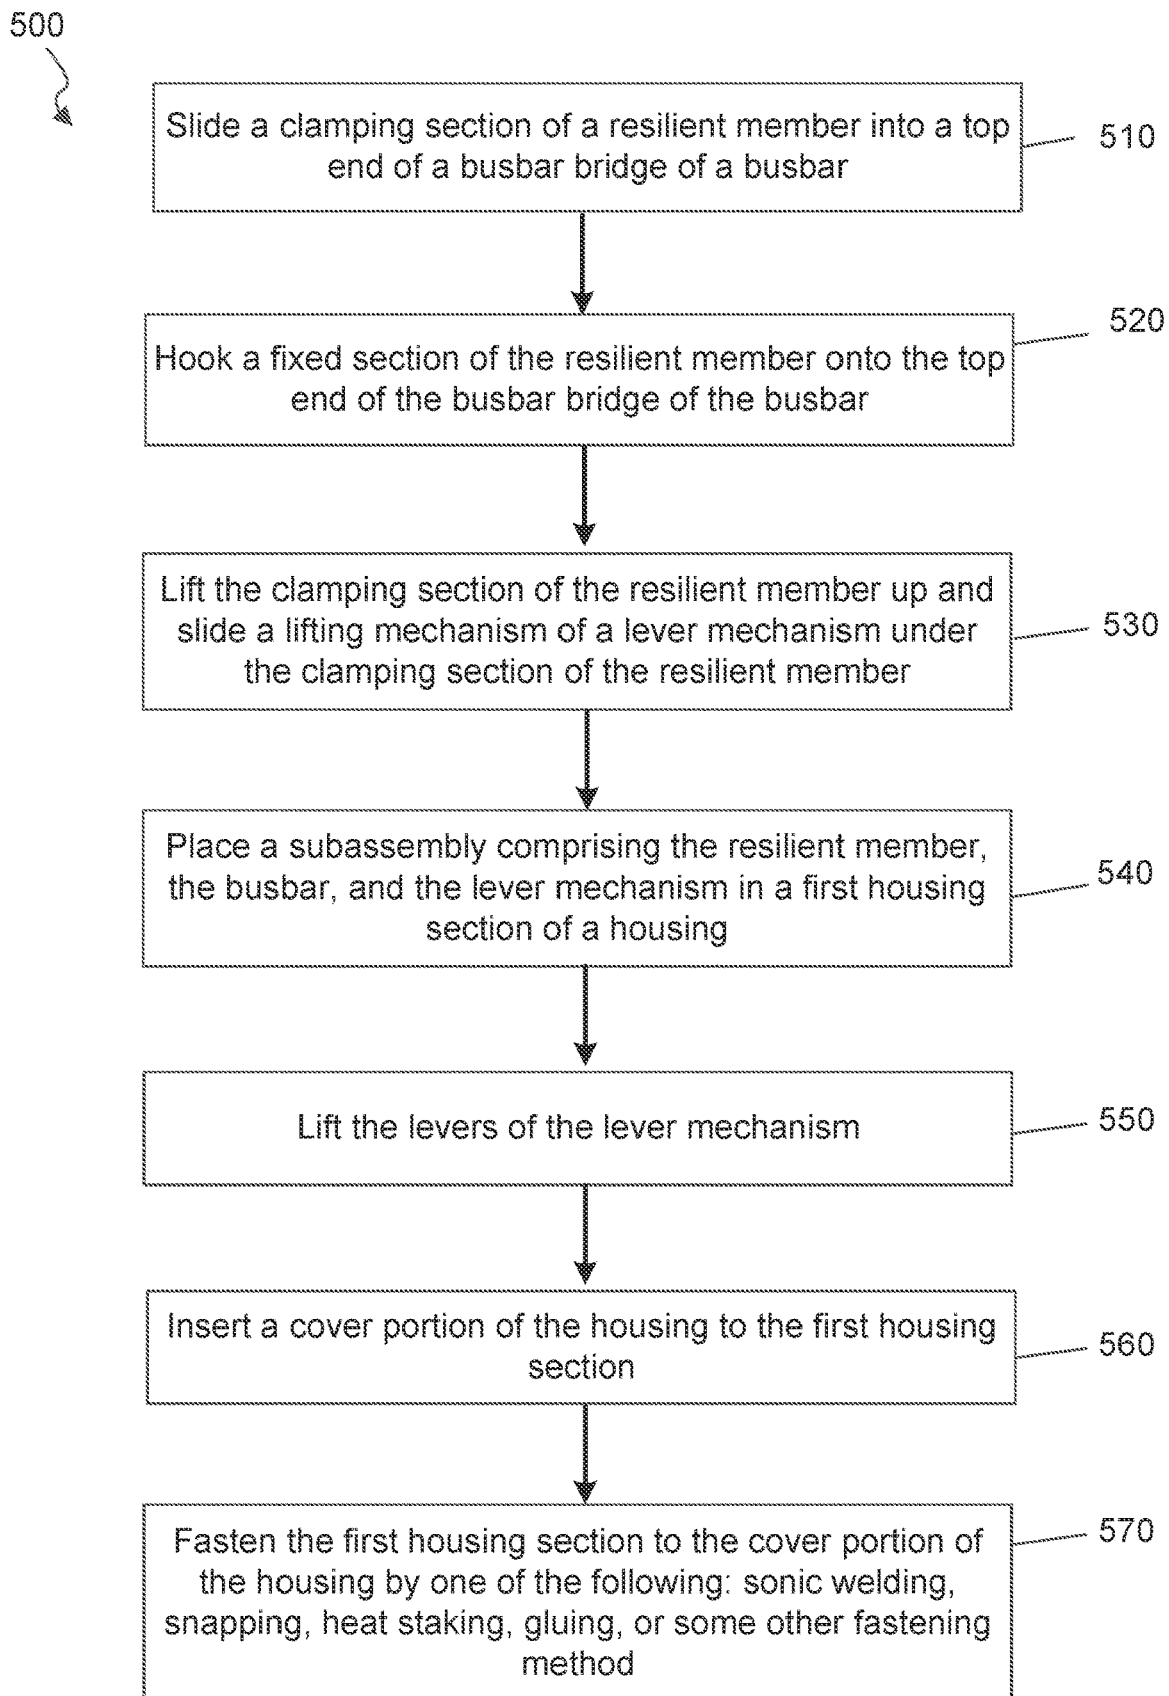 500
Slide a clamping section of a resilient member into a top
end of a busbar bridge of a busbar
510
Hook a fixed section of the resilient member onto the top
end of the busbar bridge of the busbar
520
Lift the clamping section of the resilient member up and
slide a lifting mechanism of a lever mechanism under
the clamping section of the resilient member
530
Place a subassembly comprising the resilient member,
the busbar, and the lever mechanism in a first housing
section of a housing
540
Lift the levers of the lever mechanism
550
Insert a cover portion of the housing to the first housing
section
560
Fasten the first housing section to the cover portion of
the housing by one of the following: sonic welding,
snapping, heat staking, gluing, or some other fastening
method
570